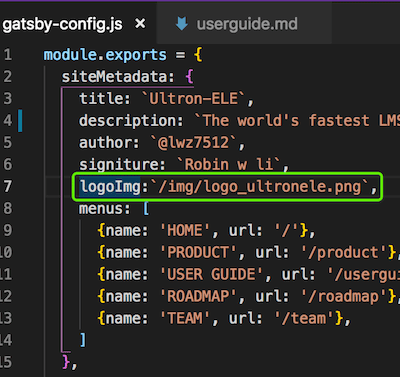 gatsby-config.js
userguide.md
1 module.exports = {
2 siteMetadata: {
3 title: `Ultron-ELE`,
4 description: `The world's fastest LMS
5 author: `@lwz7512`,
6 signiture: `Robin w li`,
7 logoImg:`/img/logo_ultronele.png`,
8 menus: [
9 {name: 'HOME', url: '/'},
10 {name: 'PRODUCT', url: '/product'},
11 {name: 'USER GUIDE', url: '/usergui
12 {name: 'ROADMAP', url: '/roadmap'},
13 {name: 'TEAM', url: '/team'},
14 ]
15 },